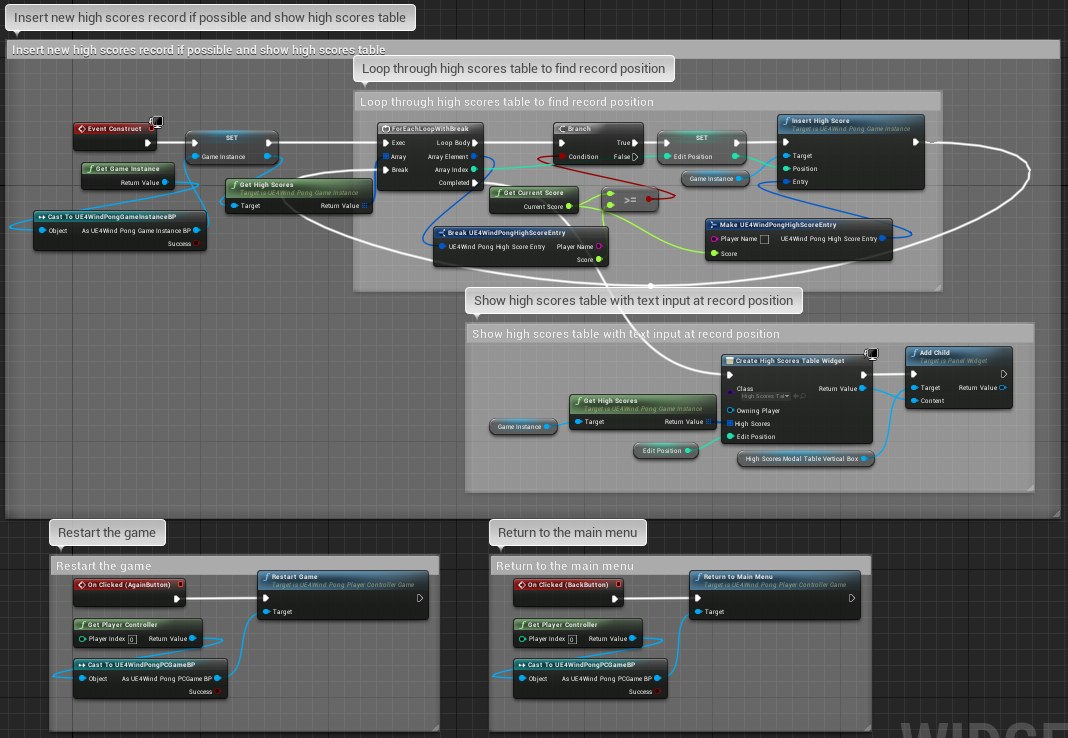 Insert new high scores record if possible and show high scores table
Insert new high scores record if possible and show high scores table
Loop through high scores table to find record position
Loop through high scores table to find record position
Event Construct
SET
Game Instance
Get Game Instance
Return Value
Cast To UE4WindPongGameInstanceBP
Object
As UE4Wind Pong Game Instance BP
Success
Get High Scores
Target is UE4Wind Pong Game Instance
Target
Return Value
ForEachLoopWithBreak
Exec
Loop Body
Array
Array Element
Break
Array Index
Completed
Branch
True
Condition
False
SET
Edit Position
Game Instance
Insert High Score
Target is UE4Wind Pong Game Instance
Target
Position
Entry
Get Current Score
Current Score
>=
Break UE4WindPongHighScoreEntry
UE4Wind Pong High Score Entry
Player Name
Score
Make UE4WindPongHighScoreEntry
Player Name
UE4Wind Pong High Score Entry
Score
Show high scores table with text input at record position
Show high scores table with text input at record position
Game Instance
Get High Scores
Target is UE4Wind Pong Game Instance
Target
Return Value
Edit Position
Create High Scores Table Widget
Class
Return Value
High Scores Tal
Owning Player
High Scores
Edit Position
High Scores Modal Table Vertical Box
Add Child
Target is Panel Widget
Target
Return Value
Content
Restart the game
Restart the game
On Clicked (AgainButton)
Get Player Controller
Player Index 0
Return Value
Cast To UE4WindPongPCGameBP
Object
As UE4Wind Pong PCGame BP
Success
Restart Game
Target is UE4Wind Pong Player Controller Game
Target
Return to the main menu
Return to the main menu
On Clicked (BackButton)
Get Player Controller
Player Index 0
Return Value
Cast To UE4WindPongPCGameBP
Object
As UE4Wind Pong PCGame BP
Success
Return to Main Menu
Target is UE4Wind Pong Player Controller Game
Target